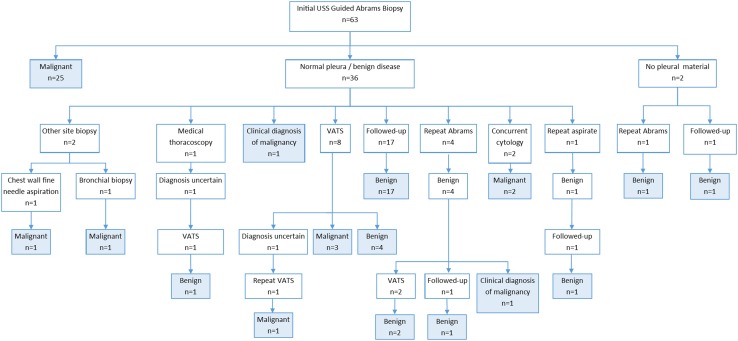 Initial USS Guided Abrams Biopsy
n=63
Malignant
n=25
Normal pleura / benign disease
n=36
No pleural material
n=2
Other site biopsy
n=2
Medical
thoracoscopy
n=1
Clinical diagnosis
of malignancy
n=1
VATS
n=8
Followed-up
n=17
Repeat Abrams
n=4
Concurrent
cytology
n=2
Repeat aspirate
n=1
Repeat Abrams
n=1
Followed-up
n=1
Chest wall fine
needle aspiration
n=1
Bronchial biopsy
n=1
Diagnosis uncertain
n=1
Benign
n=17
Benign
n=4
Malignant
n=2
Benign
n=1
Benign
n=1
Benign
n=1
Malignant
n=1
Malignant
n=1
VATS
n=1
Diagnosis uncertain
n=1
Malignant
n=3
Benign
n=4
Followed-up
n=1
Benign
n=1
Repeat VATS
n=1
VATS
n=2
Followed-up
n=1
Clinical diagnosis
of malignancy
n=1
Benign
n=1
Malignant
n=1
Benign
n=2
Benign
n=1